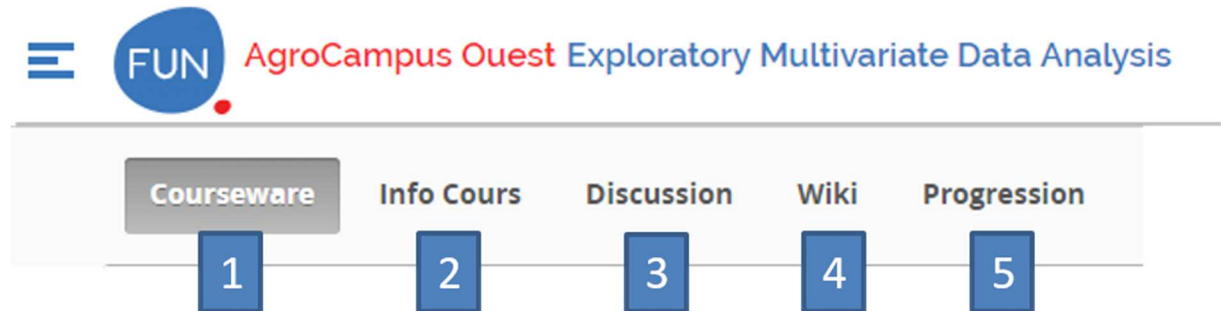 FUN AgroCampus Ouest Exploratory Multivariate Data Analysis
Courseware Info Cours Discussion Wiki Progression
1 2 3 4 5